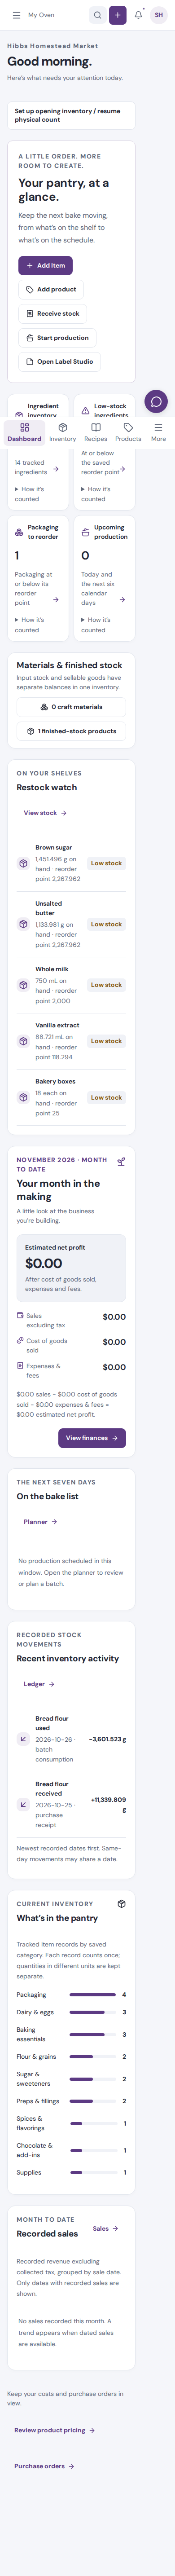 My Oven
SH
Hibbs Homestead Market
Good morning.
Here's what needs your attention today.
Set up opening inventory / resume
physical count
A LITTLE ORDER. MORE
ROOM TO CREATE.
Your pantry, at a
glance.
Keep the next bake moving,
from what's on the shelf to
what's on the schedule.
Add Item
Add product
Receive stock
Start production
Open Label Studio
Ingredient
inventory
Low-stock
ingredients
Dashboard
Inventory
Recipes
Products
More
14 tracked
ingredients
At or below
the saved
reorder point
How it's
counted
How it's
counted
Packaging
to reorder
1
Packaging at
or below its
reorder
point
How it's
counted
Upcoming
production
0
Today and
the next six
calendar
days
How it's
counted
Materials & finished stock
Input stock and sellable goods have
separate balances in one inventory.
0 craft materials
1 finished-stock products
ON YOUR SHELVES
Restock watch
View stock
Brown sugar
1,451.496 g on
hand · reorder
point 2,267.962
Low stock
Unsalted
butter
1,133.981 g on
hand · reorder
point 2,267.962
Low stock
Whole milk
750 mL on
hand · reorder
point 2,000
Low stock
Vanilla extract
88.721 mL on
hand · reorder
point 118.294
Low stock
Bakery boxes
18 each on
hand · reorder
point 25
Low stock
NOVEMBER 2026 · MONTH
TO DATE
Your month in the
making
A little look at the business
you're building.
Estimated net profit
$0.00
After cost of goods sold,
expenses and fees.
Sales
excluding tax
$0.00
Cost of goods
sold
$0.00
Expenses &
fees
$0.00
$0.00 sales − $0.00 cost of goods
sold − $0.00 expenses & fees =
$0.00 estimated net profit.
View finances
THE NEXT SEVEN DAYS
On the bake list
Planner
No production scheduled in this
window. Open the planner to review
or plan a batch.
RECORDED STOCK
MOVEMENTS
Recent inventory activity
Ledger
Bread flour
used
2026-10-26 ·
batch
consumption
-3,601.523 g
Bread flour
received
2026-10-25 ·
purchase
receipt
+11,339.809
g
Newest recorded dates first. Same-
day movements may share a date.
CURRENT INVENTORY
What's in the pantry
Tracked item records by saved
category. Each record counts once;
quantities in different units are kept
separate.
Packaging 4
Dairy & eggs 3
Baking
essentials 3
Flour & grains 2
Sugar &
sweeteners 2
Preps & fillings 2
Spices &
flavorings 1
Chocolate &
add-ins 1
Supplies 1
MONTH TO DATE
Recorded sales
Sales
Recorded revenue excluding
collected tax, grouped by sale date.
Only dates with recorded sales are
shown.
No sales recorded this month. A
trend appears when dated sales
are available.
Keep your costs and purchase orders in
view.
Review product pricing
Purchase orders